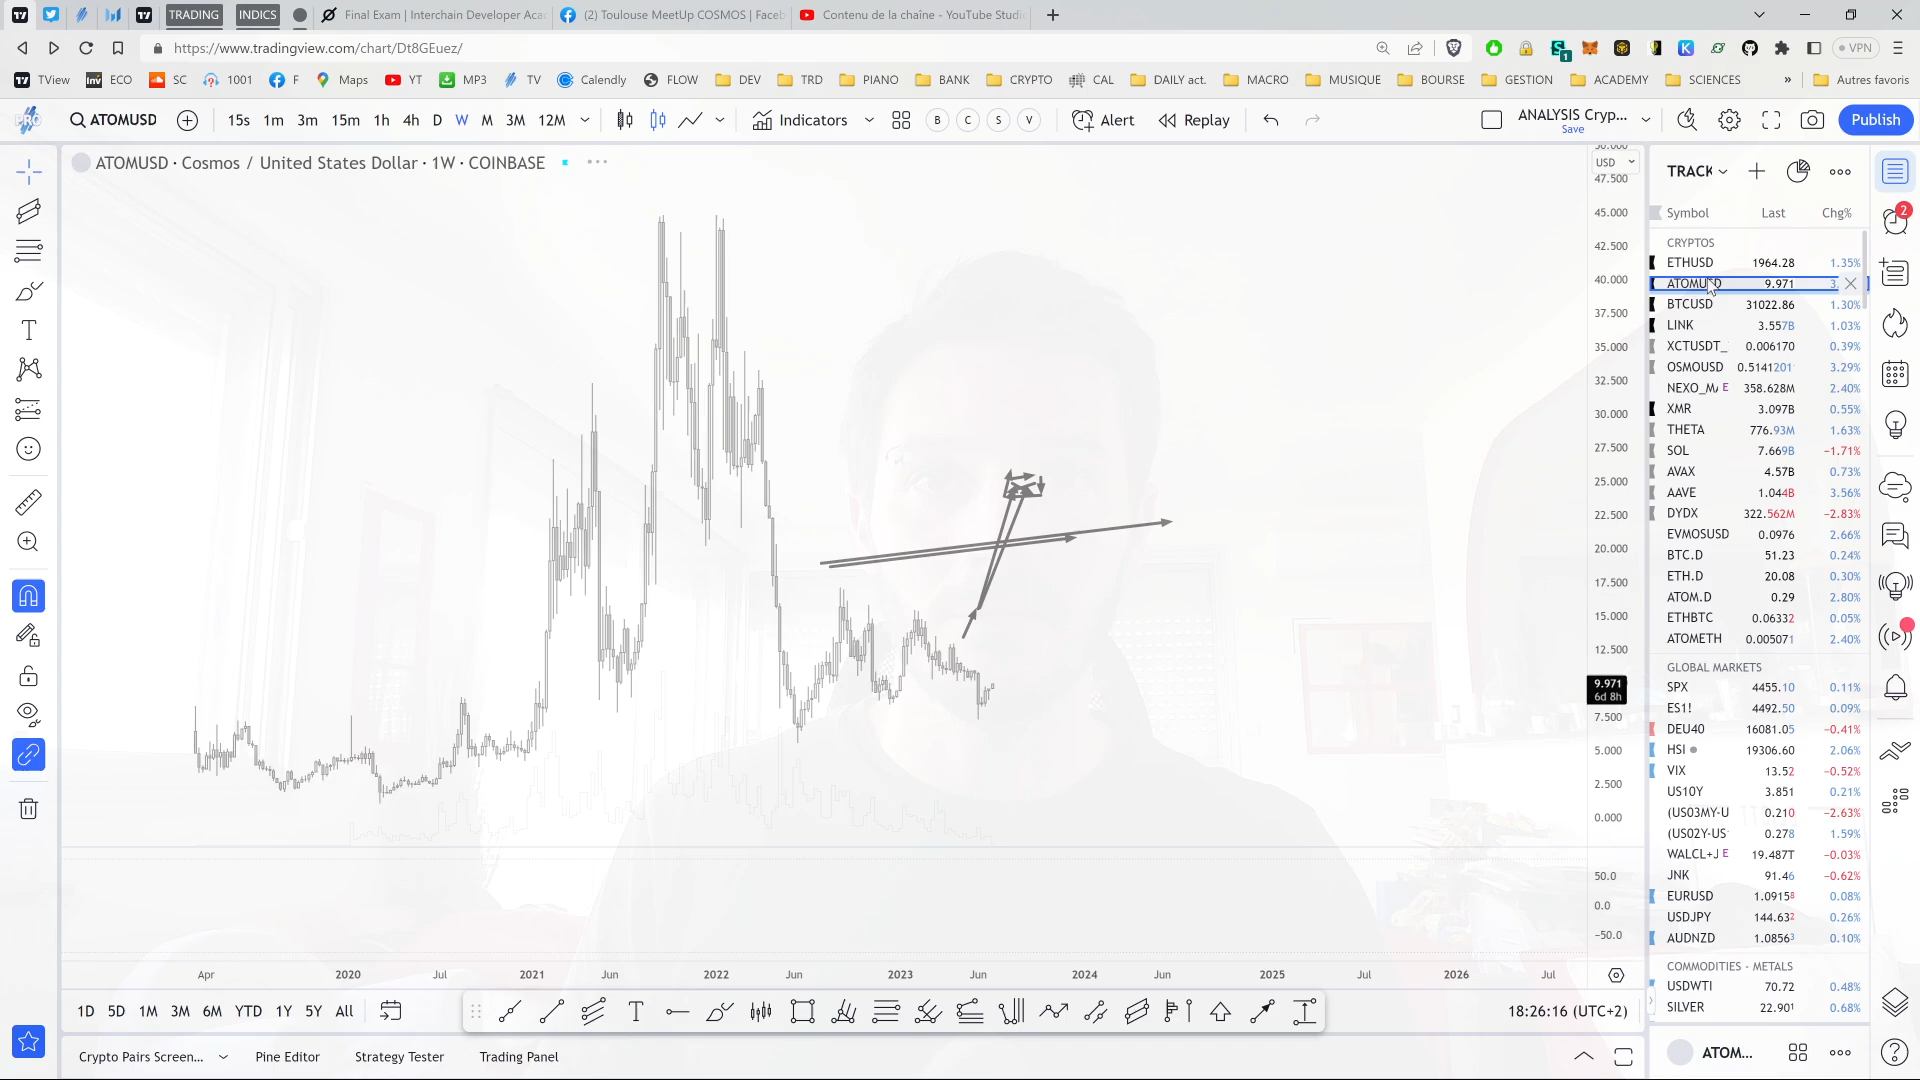 TRADING
INDICS
Final Exam | Interchain Developer Aca
(2) Toulouse MeetUp COSMOS | Faceb
Contenu de la chaîne - YouTube Studi
https://www.tradingview.com/chart/Dt8GEuez/
1
VPN
TView
ECO
SC
1001
F
Maps
YT
MP3
TV
Calendly
FLOW
DEV
TRD
PIANO
BANK
CRYPTO
CAL
DAILY act.
MACRO
MUSIQUE
BOURSE
GESTION
ACADEMY
SCIENCES
»
Autres favoris
PRO
ATOMUSD
15s 1m 3m 15m 1h 4h D W M 3M 12M
Indicators
B C S V
Alert
Replay
ANALYSIS Cryp...
Save
Publish
ATOMUSD · Cosmos / United States Dollar · 1W · COINBASE
USD
50.000
47.500
45.000
42.500
40.000
37.500
35.000
32.500
30.000
27.500
25.000
22.500
20.000
17.500
15.000
12.500
9.971
6d 8h
7.500
5.000
2.500
0.000
50.0
0.0
−50.0
Apr 2020 Jul 2021 Jun 2022 Jun 2023 Jun 2024 Jun 2025 Jul 2026 Jul
TRACK
2
Symbol Last Chg%
CRYPTOS
ETHUSD 1964.28 1.35%
ATOMUSD 9.971 3.
BTCUSD 31022.86 1.30%
LINK 3.557B 1.03%
XCTUSDT_ 0.006170 0.39%
OSMOUSD 0.5141201 3.29%
NEXO_M E 358.628M 2.40%
XMR 3.097B 0.55%
THETA 776.93M 1.63%
SOL 7.669B −1.71%
AVAX 4.57B 0.73%
AAVE 1.044B 3.56%
DYDX 322.562M −2.83%
EVMOSUSD 0.0976 2.66%
BTC.D 51.23 0.24%
ETH.D 20.08 0.30%
ATOM.D 0.29 2.80%
ETHBTC 0.06332 0.05%
ATOMETH 0.005071 2.40%
GLOBAL MARKETS
SPX 4455.10 0.11%
ES1! 4492.50 0.09%
DEU40 16081.05 −0.41%
HSI 19306.60 2.06%
VIX 13.52 −0.52%
US10Y 3.851 0.21%
(US03MY-U 0.210 −2.63%
(US02Y-US 0.278 1.59%
WALCL+J E 19.487T −0.03%
JNK 91.46 −0.62%
EURUSD 1.09158 0.08%
USDJPY 144.632 0.26%
AUDNZD 1.08563 0.10%
COMMODITIES - METALS
USDWTI 70.72 0.48%
SILVER 22.901 0.68%
1D 5D 1M 3M 6M YTD 1Y 5Y All
18:26:16 (UTC+2)
Crypto Pairs Screen...
Pine Editor
Strategy Tester
Trading Panel
ATOM...